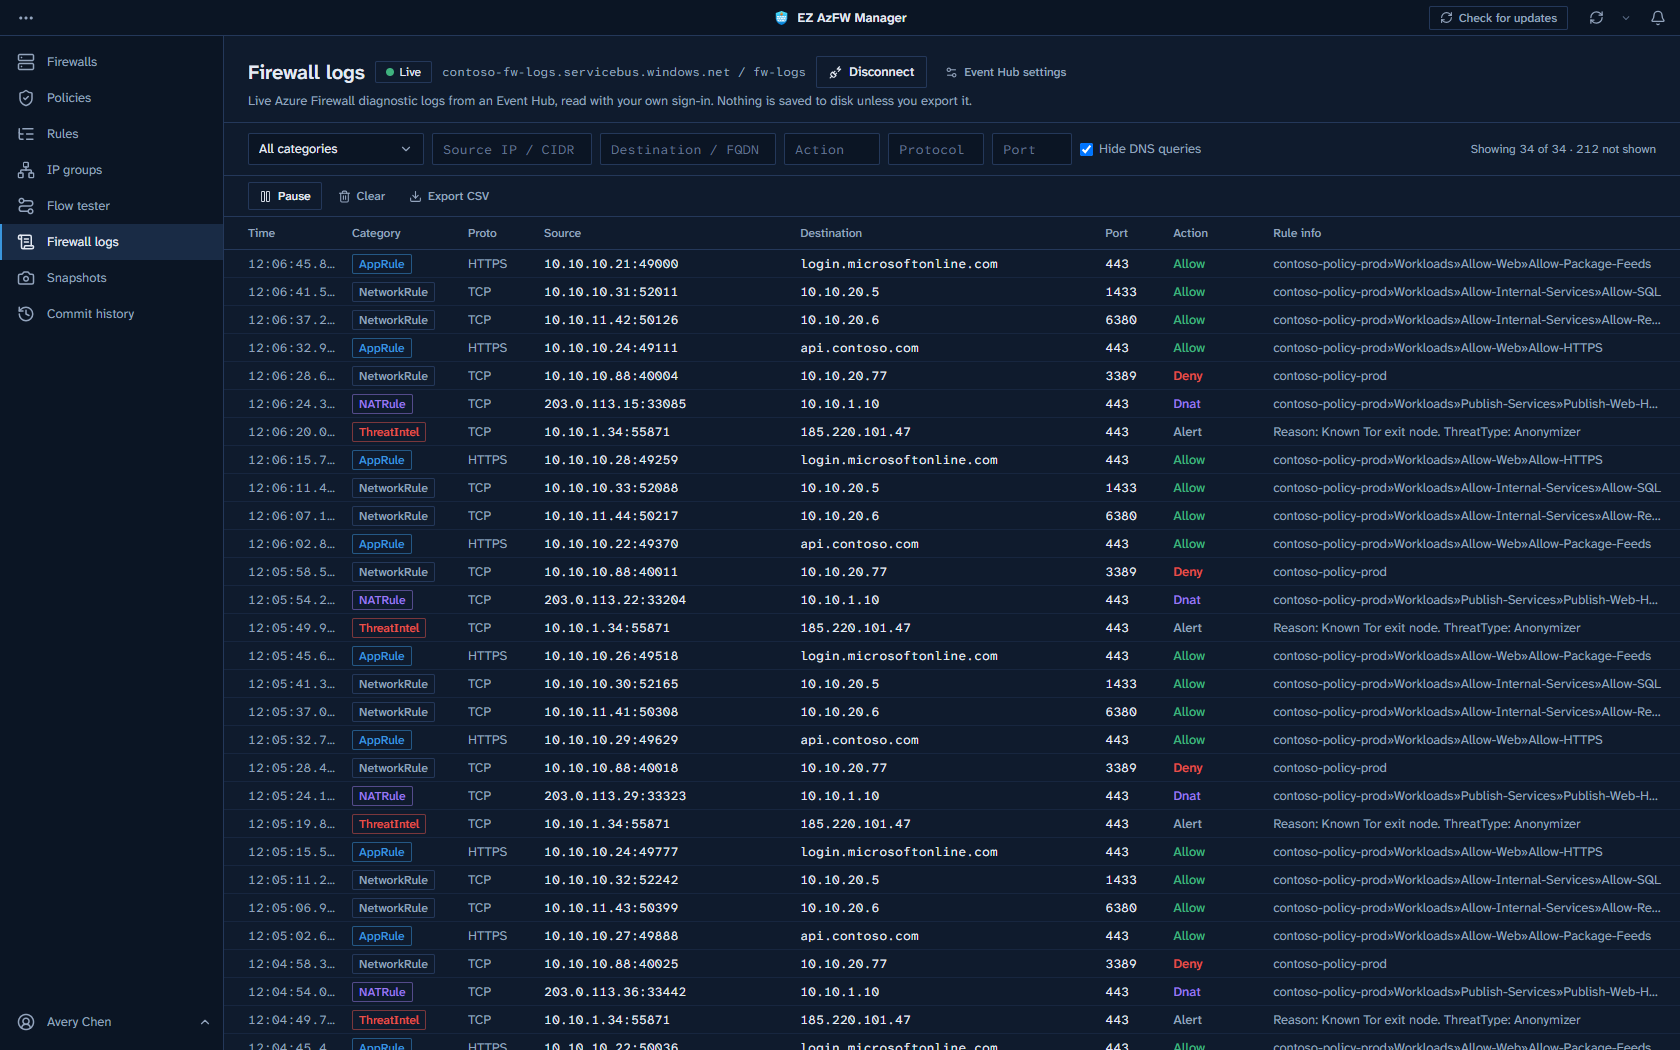 EZ AzFW Manager
Check for updates
Firewalls
Policies
Rules
IP groups
Flow tester
Firewall logs
Snapshots
Commit history
Avery Chen
Firewall logs Live contoso-fw-logs.servicebus.windows.net / fw-logs Disconnect Event Hub settings
Live Azure Firewall diagnostic logs from an Event Hub, read with your own sign-in. Nothing is saved to disk unless you export it.
All categories Source IP / CIDR Destination / FQDN Action Protocol Port Hide DNS queries Showing 34 of 34 · 212 not shown
Pause Clear Export CSV
Time Category Proto Source Destination Port Action Rule info
12:06:45.8… AppRule HTTPS 10.10.10.21:49000 login.microsoftonline.com 443 Allow contoso-policy-prod»Workloads»Allow-Web»Allow-Package-Feeds
12:06:41.5… NetworkRule TCP 10.10.10.31:52011 10.10.20.5 1433 Allow contoso-policy-prod»Workloads»Allow-Internal-Services»Allow-SQL
12:06:37.2… NetworkRule TCP 10.10.11.42:50126 10.10.20.6 6380 Allow contoso-policy-prod»Workloads»Allow-Internal-Services»Allow-Re…
12:06:32.9… AppRule HTTPS 10.10.10.24:49111 api.contoso.com 443 Allow contoso-policy-prod»Workloads»Allow-Web»Allow-HTTPS
12:06:28.6… NetworkRule TCP 10.10.10.88:40004 10.10.20.77 3389 Deny contoso-policy-prod
12:06:24.3… NATRule TCP 203.0.113.15:33085 10.10.1.10 443 Dnat contoso-policy-prod»Workloads»Publish-Services»Publish-Web-H…
12:06:20.0… ThreatIntel TCP 10.10.1.34:55871 185.220.101.47 443 Alert Reason: Known Tor exit node. ThreatType: Anonymizer
12:06:15.7… AppRule HTTPS 10.10.10.28:49259 login.microsoftonline.com 443 Allow contoso-policy-prod»Workloads»Allow-Web»Allow-HTTPS
12:06:11.4… NetworkRule TCP 10.10.10.33:52088 10.10.20.5 1433 Allow contoso-policy-prod»Workloads»Allow-Internal-Services»Allow-SQL
12:06:07.1… NetworkRule TCP 10.10.11.44:50217 10.10.20.6 6380 Allow contoso-policy-prod»Workloads»Allow-Internal-Services»Allow-Re…
12:06:02.8… AppRule HTTPS 10.10.10.22:49370 api.contoso.com 443 Allow contoso-policy-prod»Workloads»Allow-Web»Allow-Package-Feeds
12:05:58.5… NetworkRule TCP 10.10.10.88:40011 10.10.20.77 3389 Deny contoso-policy-prod
12:05:54.2… NATRule TCP 203.0.113.22:33204 10.10.1.10 443 Dnat contoso-policy-prod»Workloads»Publish-Services»Publish-Web-H…
12:05:49.9… ThreatIntel TCP 10.10.1.34:55871 185.220.101.47 443 Alert Reason: Known Tor exit node. ThreatType: Anonymizer
12:05:45.6… AppRule HTTPS 10.10.10.26:49518 login.microsoftonline.com 443 Allow contoso-policy-prod»Workloads»Allow-Web»Allow-Package-Feeds
12:05:41.3… NetworkRule TCP 10.10.10.30:52165 10.10.20.5 1433 Allow contoso-policy-prod»Workloads»Allow-Internal-Services»Allow-SQL
12:05:37.0… NetworkRule TCP 10.10.11.41:50308 10.10.20.6 6380 Allow contoso-policy-prod»Workloads»Allow-Internal-Services»Allow-Re…
12:05:32.7… AppRule HTTPS 10.10.10.29:49629 api.contoso.com 443 Allow contoso-policy-prod»Workloads»Allow-Web»Allow-HTTPS
12:05:28.4… NetworkRule TCP 10.10.10.88:40018 10.10.20.77 3389 Deny contoso-policy-prod
12:05:24.1… NATRule TCP 203.0.113.29:33323 10.10.1.10 443 Dnat contoso-policy-prod»Workloads»Publish-Services»Publish-Web-H…
12:05:19.8… ThreatIntel TCP 10.10.1.34:55871 185.220.101.47 443 Alert Reason: Known Tor exit node. ThreatType: Anonymizer
12:05:15.5… AppRule HTTPS 10.10.10.24:49777 login.microsoftonline.com 443 Allow contoso-policy-prod»Workloads»Allow-Web»Allow-HTTPS
12:05:11.2… NetworkRule TCP 10.10.10.32:52242 10.10.20.5 1433 Allow contoso-policy-prod»Workloads»Allow-Internal-Services»Allow-SQL
12:05:06.9… NetworkRule TCP 10.10.11.43:50399 10.10.20.6 6380 Allow contoso-policy-prod»Workloads»Allow-Internal-Services»Allow-Re…
12:05:02.6… AppRule HTTPS 10.10.10.27:49888 api.contoso.com 443 Allow contoso-policy-prod»Workloads»Allow-Web»Allow-Package-Feeds
12:04:58.3… NetworkRule TCP 10.10.10.88:40025 10.10.20.77 3389 Deny contoso-policy-prod
12:04:54.0… NATRule TCP 203.0.113.36:33442 10.10.1.10 443 Dnat contoso-policy-prod»Workloads»Publish-Services»Publish-Web-H…
12:04:49.7… ThreatIntel TCP 10.10.1.34:55871 185.220.101.47 443 Alert Reason: Known Tor exit node. ThreatType: Anonymizer
12:04:45.4… AppRule HTTPS 10.10.10.22:50036 login.microsoftonline.com 443 Allow contoso-policy-prod»Workloads»Allow-Web»Allow-Package-Feeds